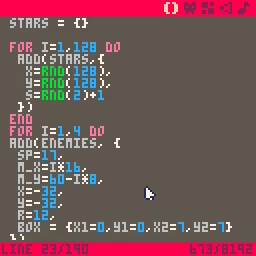 STARS = {}

FOR I=1,128 DO
 ADD(STARS,{
  X=RND(128),
  Y=RND(128),
  S=RND(2)+1
 })
END
FOR I=1,4 DO
ADD(ENEMIES, {
 SP=17,
 M_X=I*16,
 M_Y=60-I*8,
 X=-32,
 Y=-32,
 R=12,
 BOX = {X1=0,Y1=0,X2=7,Y2=7}
})
LINE 23/190 673/8192